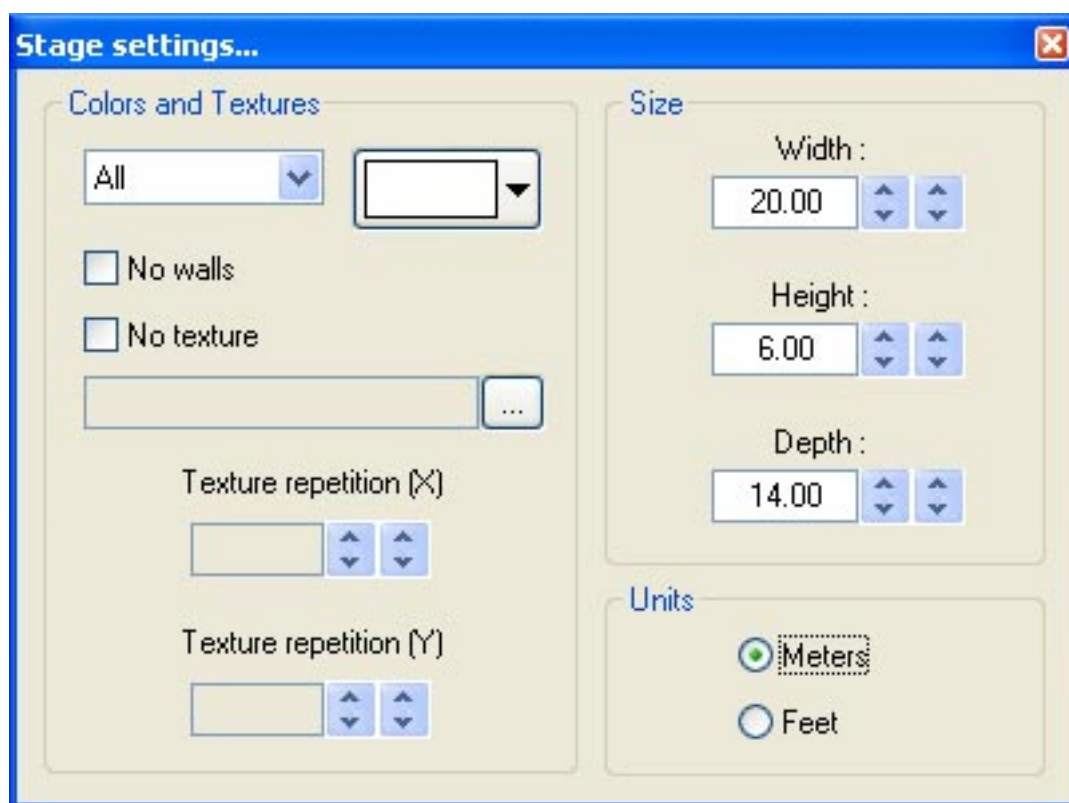 Stage settings...
Colors and Textures
All
No walls
No texture
...
Texture repetition (X)
Texture repetition (Y)
Size
Width :
20.00
Height :
6.00
Depth :
14.00
Units
Meters
Feet